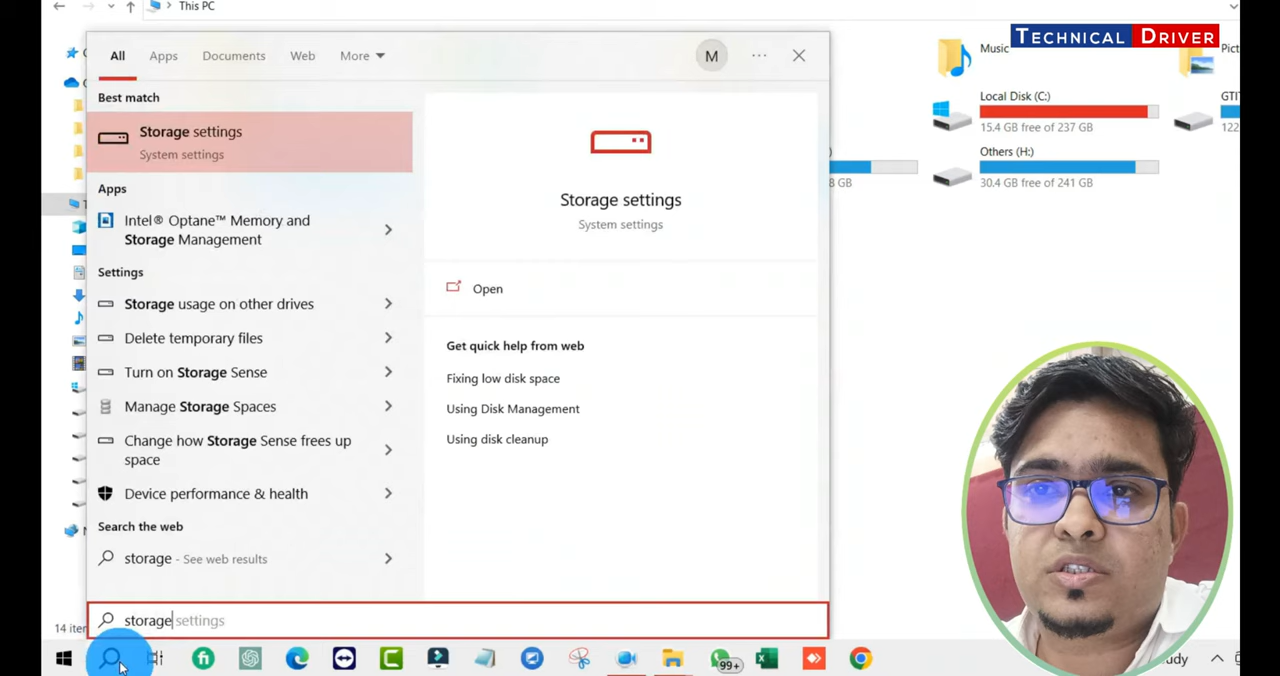 This PC
TECHNICAL DRIVER
All Apps Documents Web More
M
Music
Best match
Storage settings
System settings
Local Disk (C:)
15.4 GB free of 237 GB
Others (H:)
30.4 GB free of 241 GB
Apps
Intel® Optane™ Memory and
Storage Management
Settings
Storage usage on other drives
Delete temporary files
Turn on Storage Sense
Manage Storage Spaces
Change how Storage Sense frees up
space
Device performance & health
Search the web
storage - See web results
Storage settings
System settings
Open
Get quick help from web
Fixing low disk space
Using Disk Management
Using disk cleanup
storage settings
99+